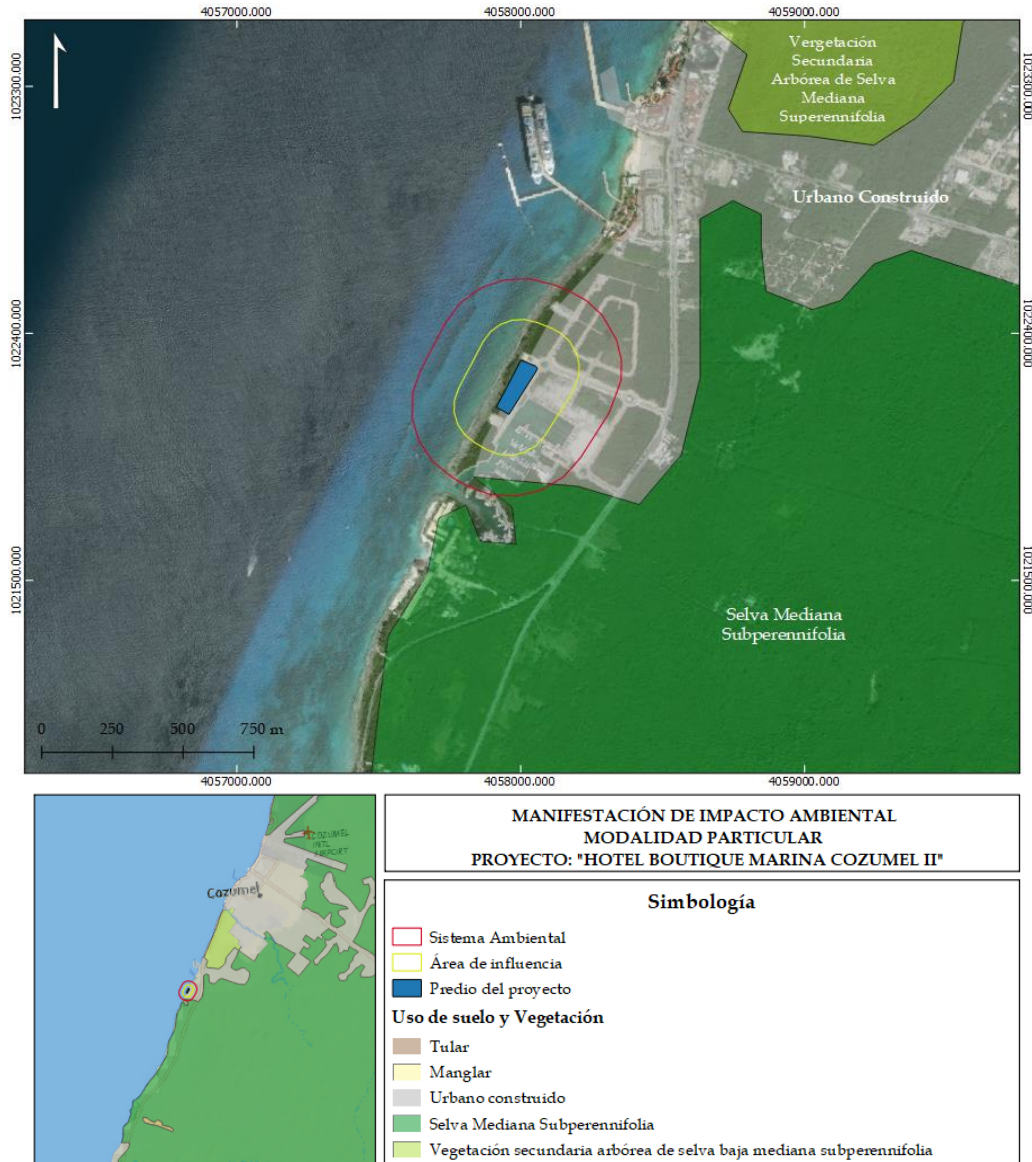 4057000.000
4058000.000
4059000.000
1023300.000
1023300.000
Vergetación
Secundaria
Arbórea de Selva
Mediana
Superennifolia
Urbano Construido
1022400.000
1022400.000
1021500.000
1021500.000
Selva Mediana
Subperennifolia
0 250 500 750 m
4057000.000
4058000.000
4059000.000
COZUMEL
INTL
Cozumel
MANIFESTACIÓN DE IMPACTO AMBIENTAL
MODALIDAD PARTICULAR
PROYECTO: "HOTEL BOUTIQUE MARINA COZUMEL II"
Simbología
Sistema Ambiental
Área de influencia
Predio del proyecto
Uso de suelo y Vegetación
Tular
Manglar
Urbano construido
Selva Mediana Subperennifolia
Vegetación secundaria arbórea de selva baja mediana subperennifolia